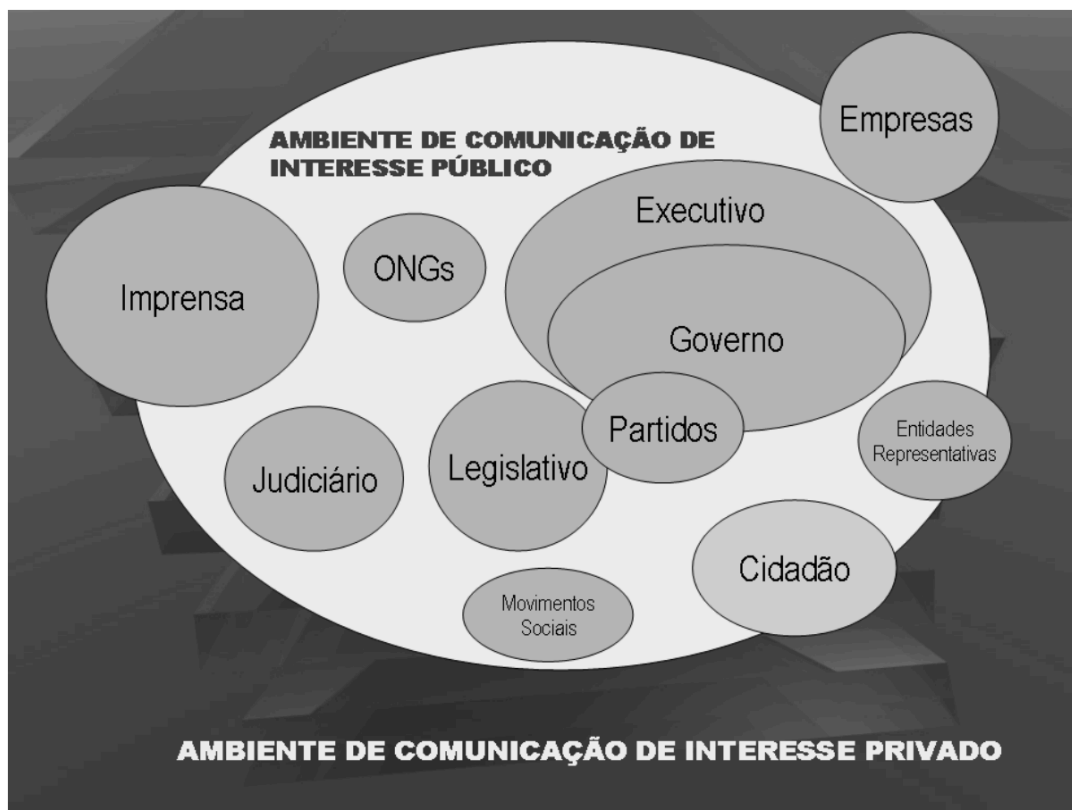 Empresas
AMBIENTE DE COMUNICAÇÃO DE
INTERESSE PÚBLICO
Executivo
ONGs
Imprensa
Governo
Partidos
Entidades
Representativas
Legislativo
Judiciário
Cidadão
Movimentos
Sociais
AMBIENTE DE COMUNICAÇÃO DE INTERESSE PRIVADO